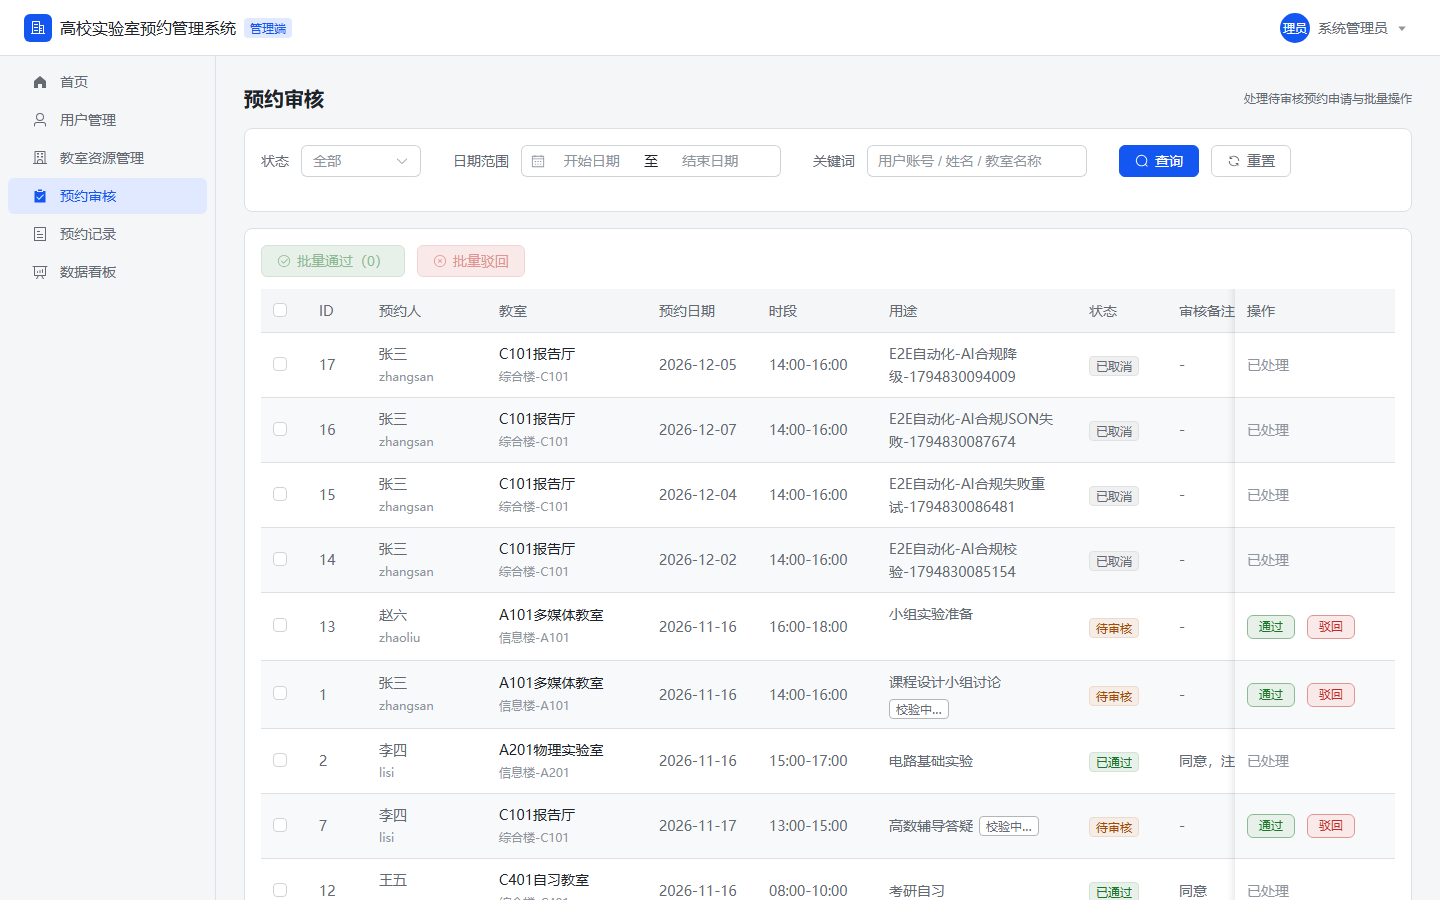 高校实验室预约管理系统 管理端
理员 系统管理员
首页
用户管理
教室资源管理
预约审核
预约记录
数据看板
预约审核
处理待审核预约申请与批量操作
状态 全部 日期范围 开始日期 至 结束日期 关键词 用户账号 / 姓名 / 教室名称 查询 重置
批量通过（0） 批量驳回
ID 预约人 教室 预约日期 时段 用途 状态 审核备注 操作
17 张三 zhangsan C101报告厅 综合楼-C101 2026-12-05 14:00-16:00 E2E自动化-AI合规降级-1794830094009 已取消 - 已处理
16 张三 zhangsan C101报告厅 综合楼-C101 2026-12-07 14:00-16:00 E2E自动化-AI合规JSON失败-1794830087674 已取消 - 已处理
15 张三 zhangsan C101报告厅 综合楼-C101 2026-12-04 14:00-16:00 E2E自动化-AI合规失败重试-1794830086481 已取消 - 已处理
14 张三 zhangsan C101报告厅 综合楼-C101 2026-12-02 14:00-16:00 E2E自动化-AI合规校验-1794830085154 已取消 - 已处理
13 赵六 zhaoliu A101多媒体教室 信息楼-A101 2026-11-16 16:00-18:00 小组实验准备 待审核 - 通过 驳回
1 张三 zhangsan A101多媒体教室 信息楼-A101 2026-11-16 14:00-16:00 课程设计小组讨论 校验中... 待审核 - 通过 驳回
2 李四 lisi A201物理实验室 信息楼-A201 2026-11-16 15:00-17:00 电路基础实验 已通过 同意，注 已处理
7 李四 lisi C101报告厅 综合楼-C101 2026-11-17 13:00-15:00 高数辅导答疑 校验中... 待审核 - 通过 驳回
12 王五 C401自习教室 2026-11-16 08:00-10:00 考研自习 已通过 同意 已处理